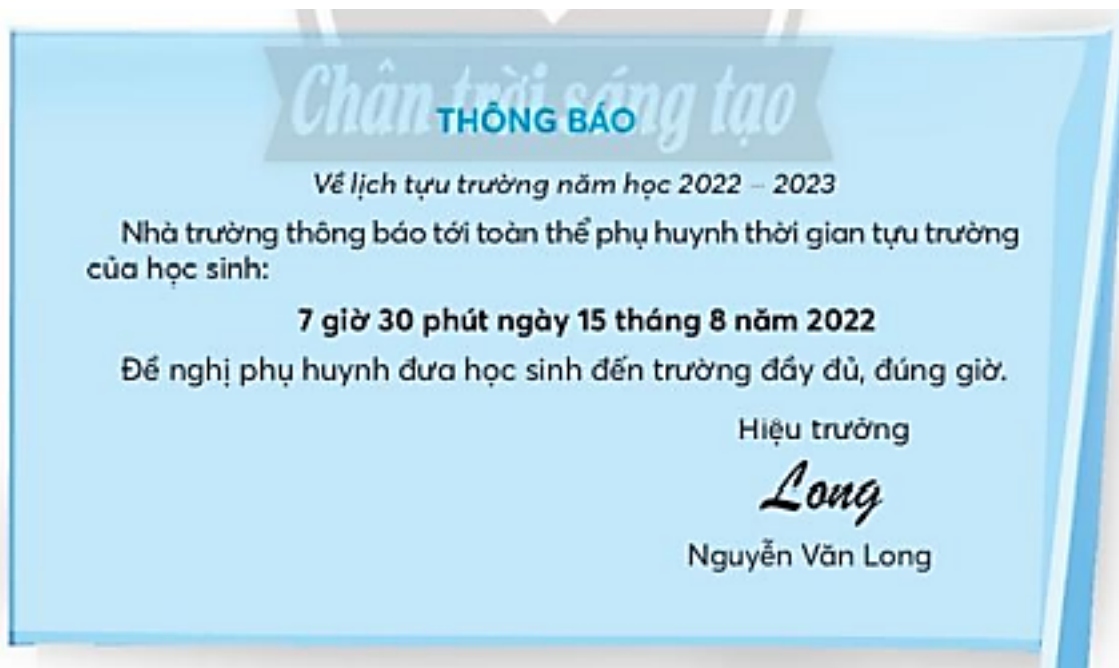 Chân trời sáng tạo
THÔNG BÁO
Về lịch tựu trường năm học 2022 – 2023
Nhà trường thông báo tới toàn thể phụ huynh thời gian tựu trường
của học sinh:
7 giờ 30 phút ngày 15 tháng 8 năm 2022
Đề nghị phụ huynh đưa học sinh đến trường đầy đủ, đúng giờ.
Hiệu trưởng
Long
Nguyễn Văn Long